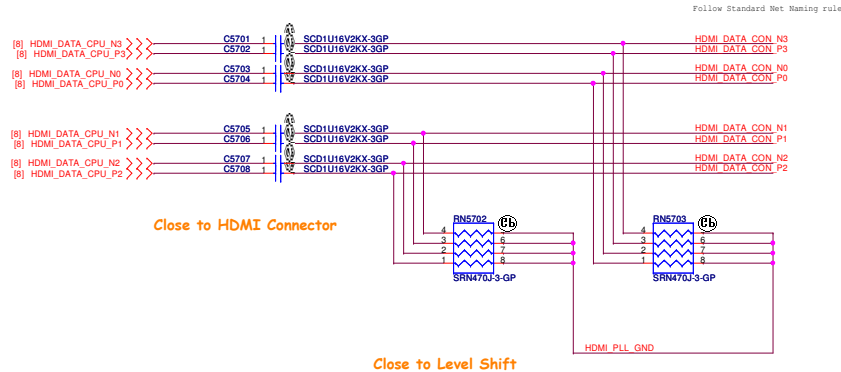 Follow Standard Net Naming rule
[8] HDMI_DATA_CPU_N3 C5701 1 SCD1U16V2KX-3GP HDMI_DATA_CON_N3
[8] HDMI_DATA_CPU_P3 C5702 1 SCD1U16V2KX-3GP HDMI_DATA_CON_P3
[8] HDMI_DATA_CPU_N0 C5703 1 SCD1U16V2KX-3GP HDMI_DATA_CON_N0
[8] HDMI_DATA_CPU_P0 C5704 1 SCD1U16V2KX-3GP HDMI_DATA_CON_P0
[8] HDMI_DATA_CPU_N1 C5705 1 SCD1U16V2KX-3GP HDMI_DATA_CON_N1
[8] HDMI_DATA_CPU_P1 C5706 1 SCD1U16V2KX-3GP HDMI_DATA_CON_P1
[8] HDMI_DATA_CPU_N2 C5707 1 SCD1U16V2KX-3GP HDMI_DATA_CON_N2
[8] HDMI_DATA_CPU_P2 C5708 1 SCD1U16V2KX-3GP HDMI_DATA_CON_P2
Close to HDMI Connector
RN5702 RN5703
4 4
3 6 3 6
2 7 2 7
1 8 1 8
SRN470J-3-GP SRN470J-3-GP
HDMI_PLL_GND
Close to Level Shift